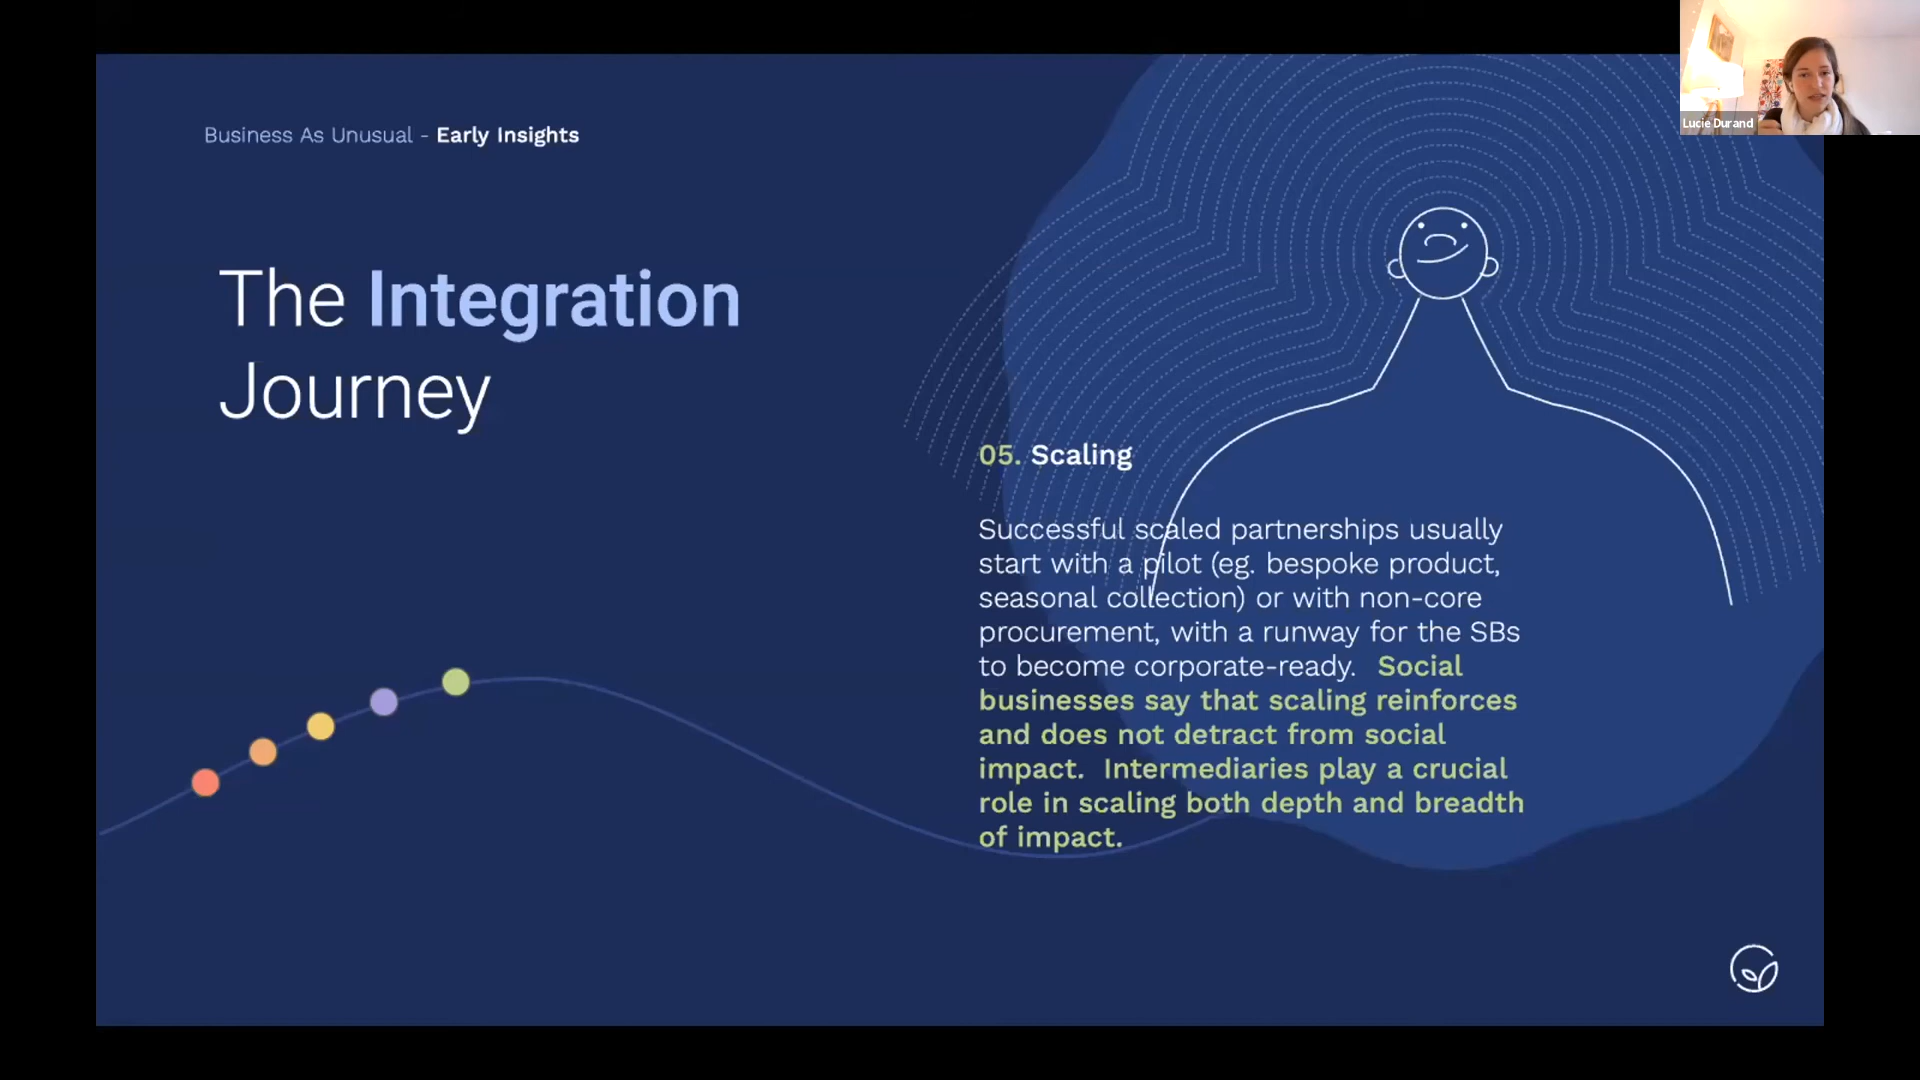 Lucie Durand
Business As Unusual - Early Insights
The Integration
Journey
05. Scaling
Successful scaled partnerships usually
start with a pilot (eg. bespoke product,
seasonal collection) or with non-core
procurement, with a runway for the SBs
to become corporate-ready. Social
businesses say that scaling reinforces
and does not detract from social
impact. Intermediaries play a crucial
role in scaling both depth and breadth
of impact.